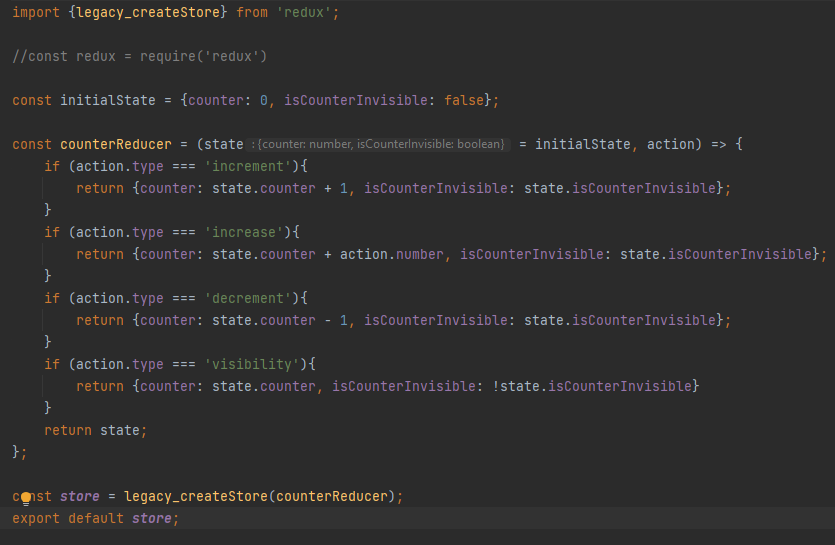 import {legacy_createStore} from 'redux';
//const redux = require('redux')
const initialState = {counter: 0, isCounterInvisible: false};
const counterReducer = (state :{counter: number, isCounterInvisible: boolean} = initialState, action) => {
    if (action.type === 'increment'){
        return {counter: state.counter + 1, isCounterInvisible: state.isCounterInvisible};
    }
    if (action.type === 'increase'){
        return {counter: state.counter + action.number, isCounterInvisible: state.isCounterInvisible};
    }
    if (action.type === 'decrement'){
        return {counter: state.counter - 1, isCounterInvisible: state.isCounterInvisible};
    }
    if (action.type === 'visibility'){
        return {counter: state.counter, isCounterInvisible: !state.isCounterInvisible}
    }
    return state;
};
const store = legacy_createStore(counterReducer);
export default store;